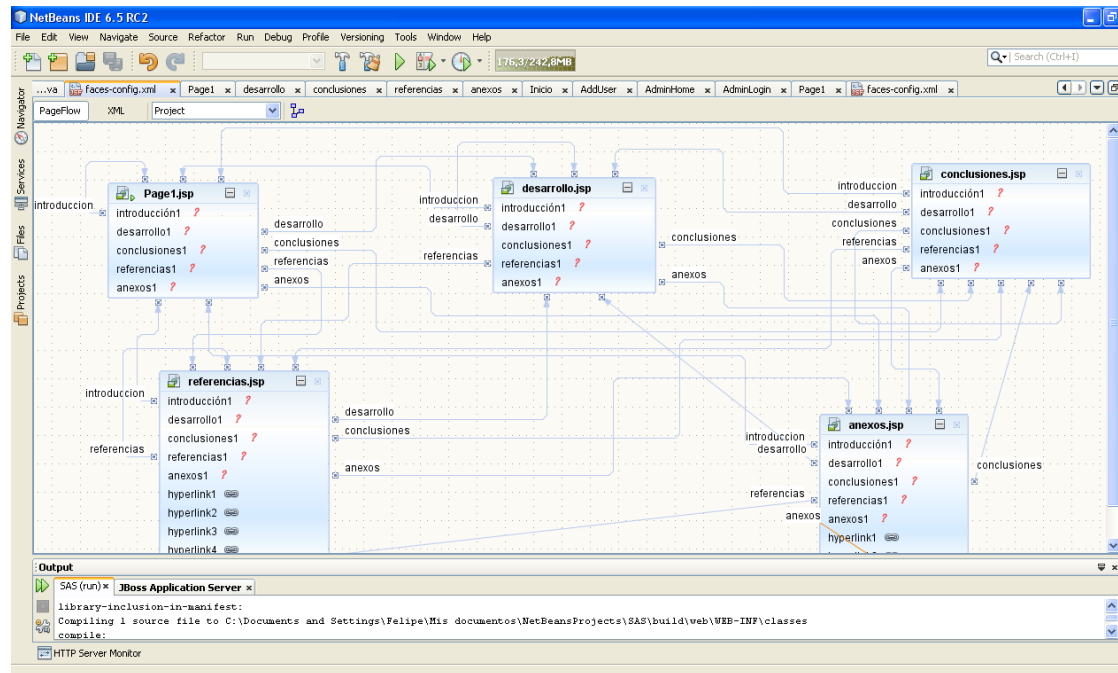 NetBeans IDE 6.5 RC2
File Edit View Navigate Source Refactor Run Debug Profile Versioning Tools Window Help
176,3/242,8MB
Search (Ctrl+I)
...va faces-config.xml Page1 desarrollo conclusiones referencias anexos Inicio AddUser AdminHome AdminLogin Page1 faces-config.xml
PageFlow XML Project
Navigator
Services
Files
Projects
introduccion
Page1.jsp
introducción1 ?
desarrollo1 ?
conclusiones1 ?
referencias1 ?
anexos1 ?
desarrollo
conclusiones
referencias
anexos
introduccion
desarrollo
referencias
desarrollo.jsp
introducción1 ?
desarrollo1 ?
conclusiones1 ?
referencias1 ?
anexos1 ?
conclusiones
anexos
introduccion
desarrollo
conclusiones
referencias
anexos
conclusiones.jsp
introducción1 ?
desarrollo1 ?
conclusiones1 ?
referencias1 ?
anexos1 ?
introduccion
referencias
referencias.jsp
introducción1 ?
desarrollo1 ?
conclusiones1 ?
referencias1 ?
anexos1 ?
hyperlink1
hyperlink2
hyperlink3
hyperlink4
desarrollo
conclusiones
anexos
introduccion
desarrollo
referencias
anexos
anexos.jsp
introducción1 ?
desarrollo1 ?
conclusiones1 ?
referencias1 ?
anexos1 ?
hyperlink1
conclusiones
Output
SAS (run) JBoss Application Server
library-inclusion-in-manifest:
Compiling 1 source file to C:\Documents and Settings\Felipe\Mis documentos\NetBeansProjects\SAS\build\web\WEB-INF\classes
compile:
HTTP Server Monitor